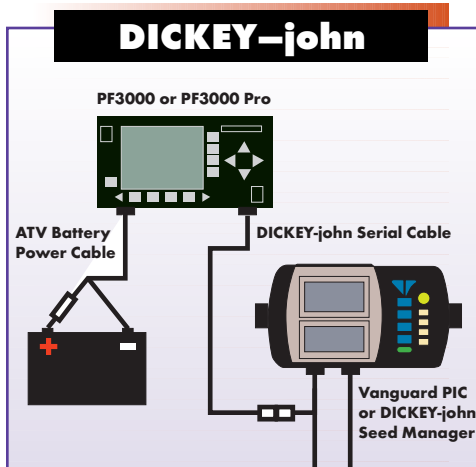 DICKEY–john
PF3000 or PF3000 Pro
ATV Battery
Power Cable
DICKEY-john Serial Cable
Vanguard PIC
or DICKEY-john
Seed Manager